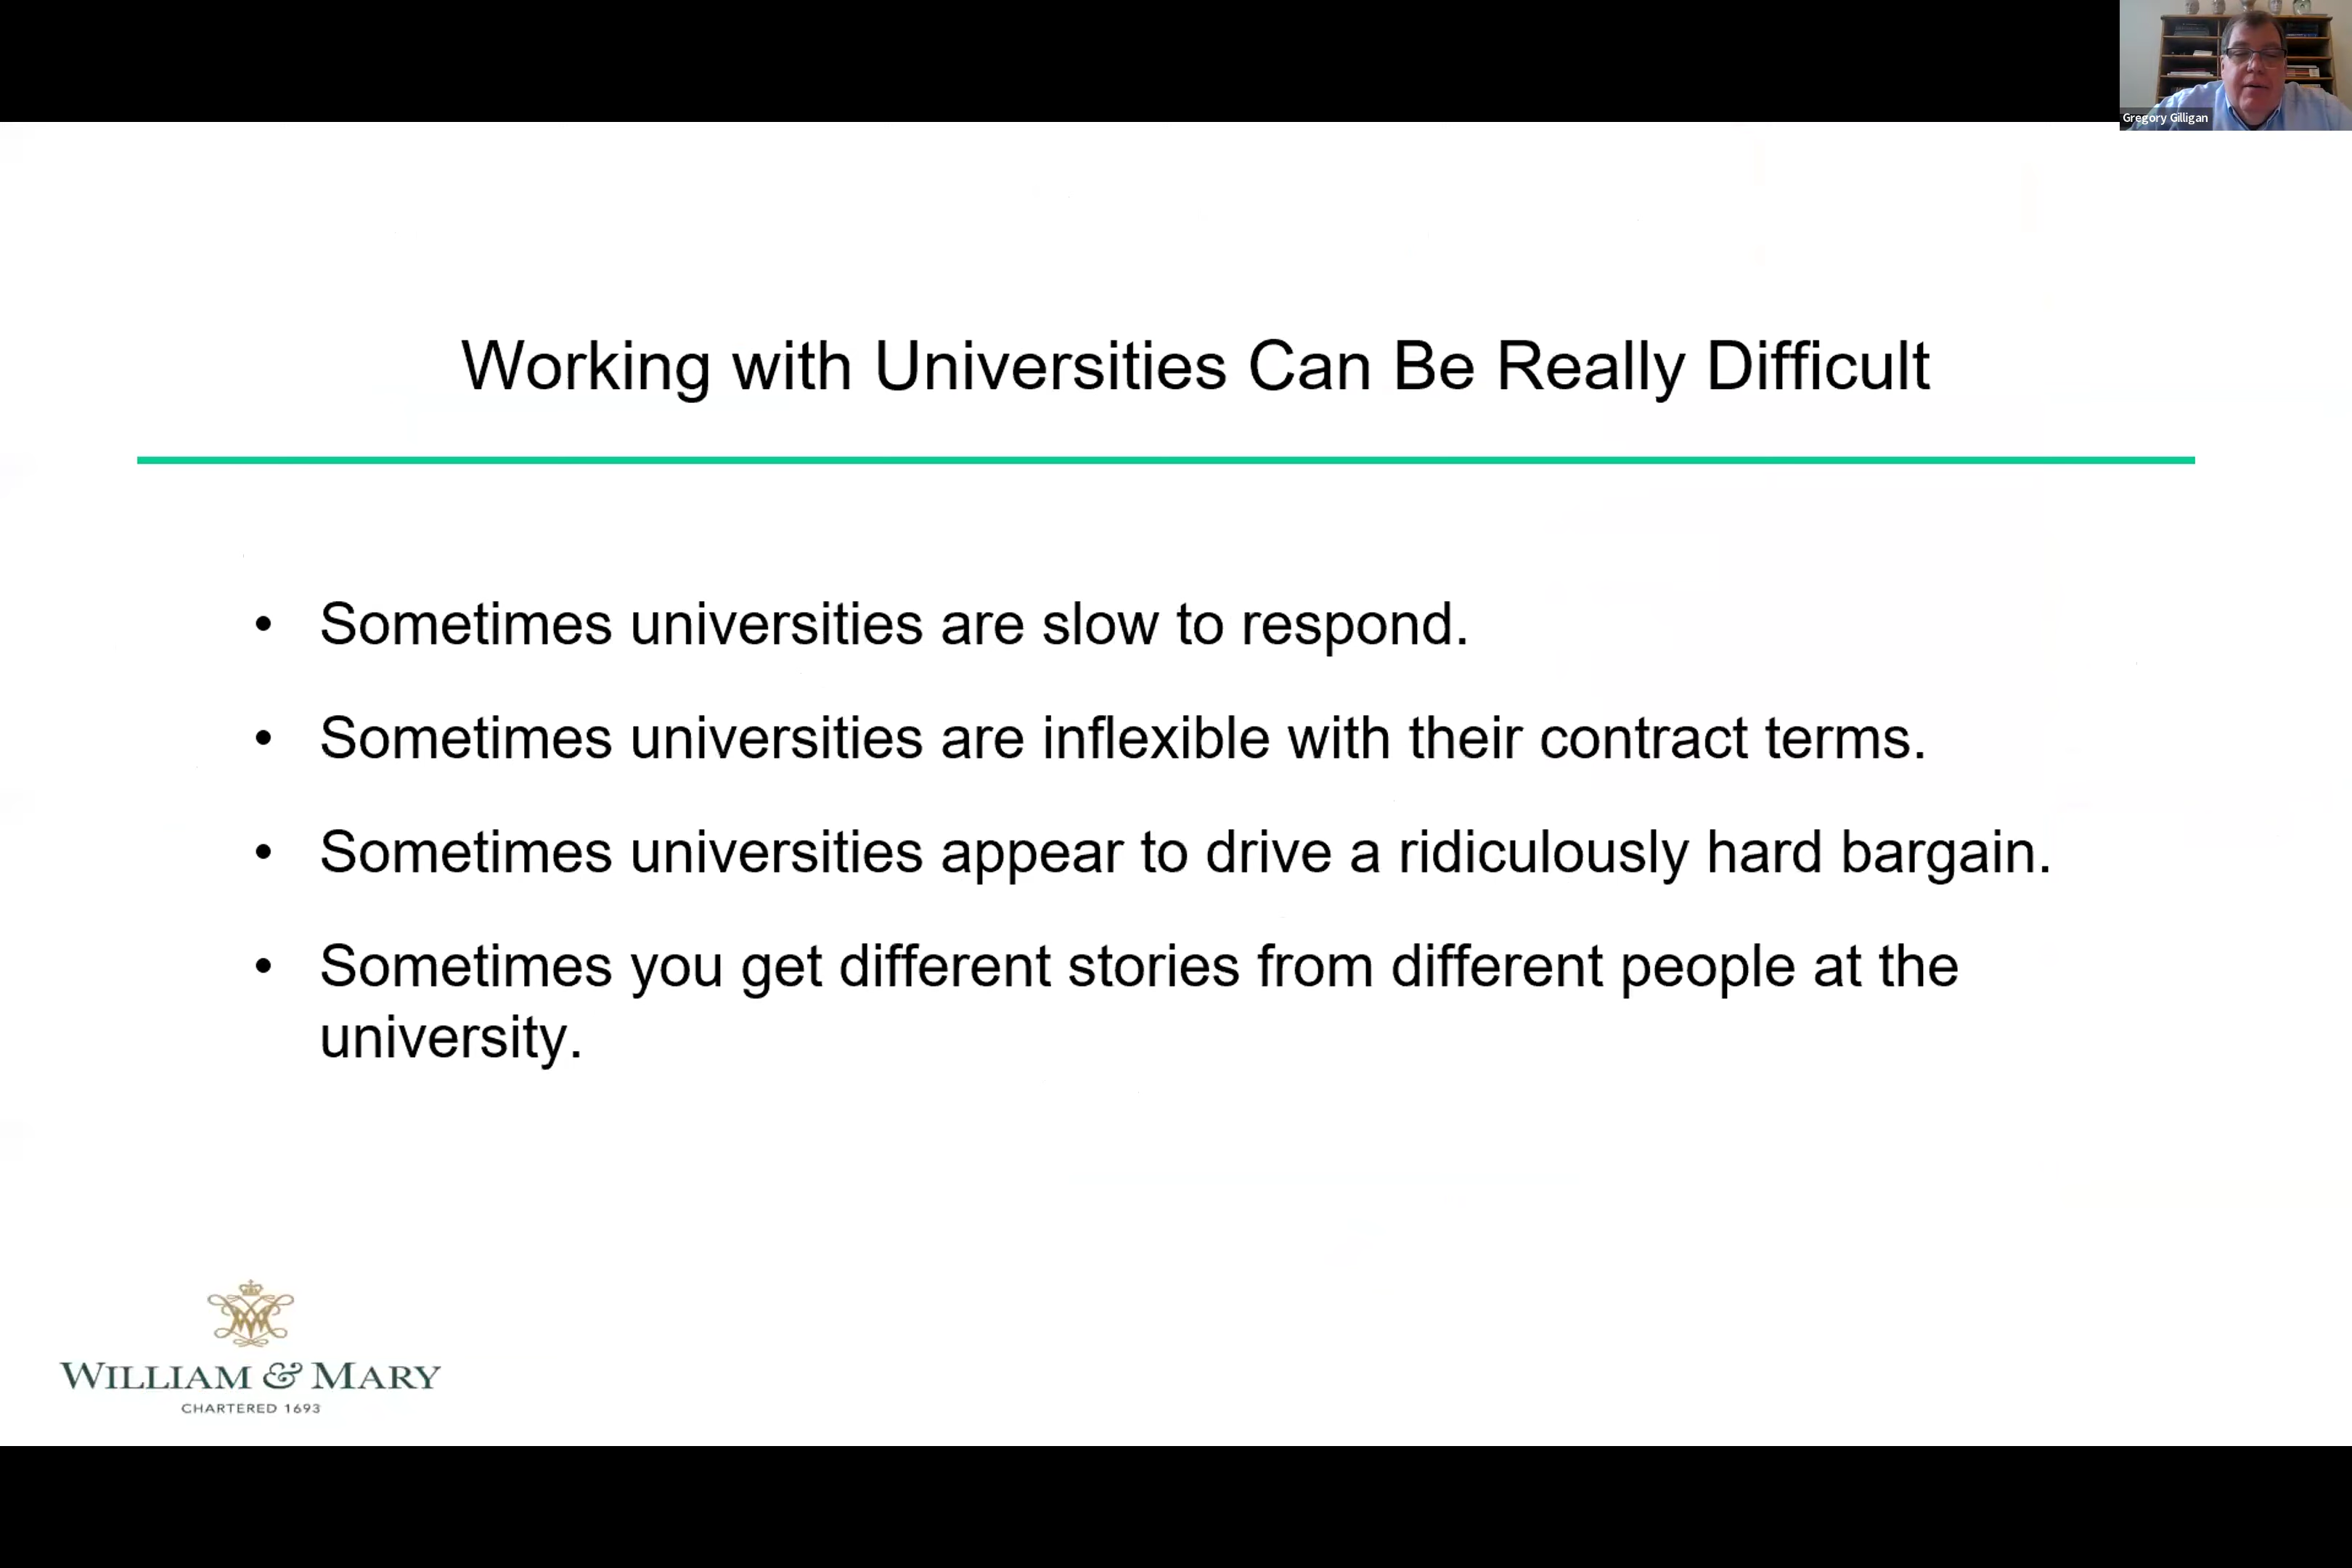 Gregory Gilligan
Working with Universities Can Be Really Difficult
• Sometimes universities are slow to respond.
• Sometimes universities are inflexible with their contract terms.
• Sometimes universities appear to drive a ridiculously hard bargain.
• Sometimes you get different stories from different people at the
university.
WILLIAM & MARY
CHARTERED 1693